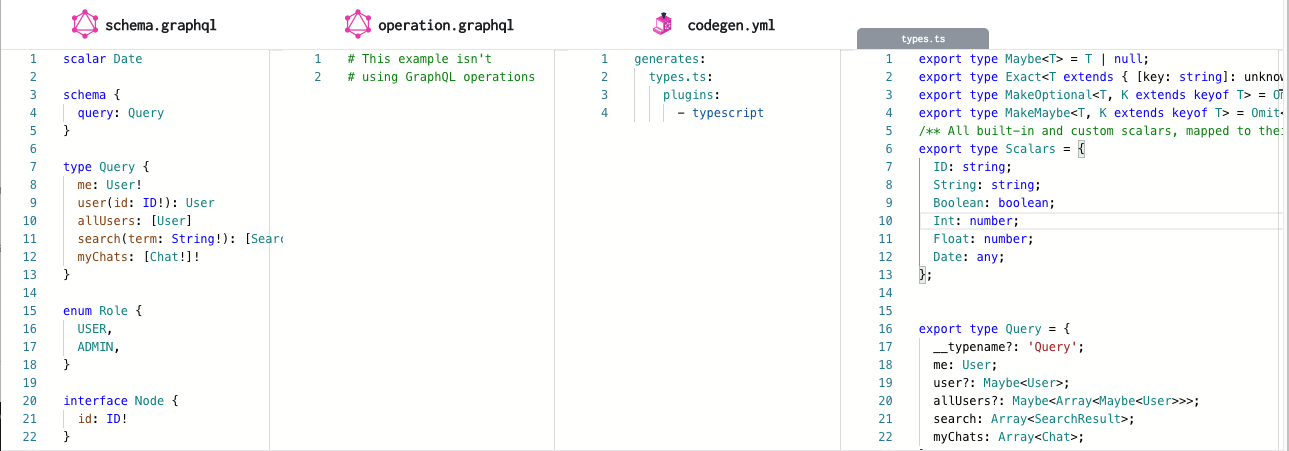 schema.graphql
1 scalar Date
2
3 schema {
4 query: Query
5 }
6
7 type Query {
8 me: User!
9 user(id: ID!): User
10 allUsers: [User]
11 search(term: String!): [Sear
12 myChats: [Chat!]!
13 }
14
15 enum Role {
16 USER,
17 ADMIN,
18 }
19
20 interface Node {
21 id: ID!
22 }
operation.graphql
1 # This example isn't
2 # using GraphQL operations
codegen.yml
1 generates:
2 types.ts:
3 plugins:
4 - typescript
types.ts
1 export type Maybe<T> = T | null;
2 export type Exact<T extends { [key: string]: unknow
3 export type MakeOptional<T, K extends keyof T> = Om
4 export type MakeMaybe<T, K extends keyof T> = Omit<
5 /** All built-in and custom scalars, mapped to thei
6 export type Scalars = {
7 ID: string;
8 String: string;
9 Boolean: boolean;
10 Int: number;
11 Float: number;
12 Date: any;
13 };
14
15
16 export type Query = {
17 __typename?: 'Query';
18 me: User;
19 user?: Maybe<User>;
20 allUsers?: Maybe<Array<Maybe<User>>>;
21 search: Array<SearchResult>;
22 myChats: Array<Chat>;